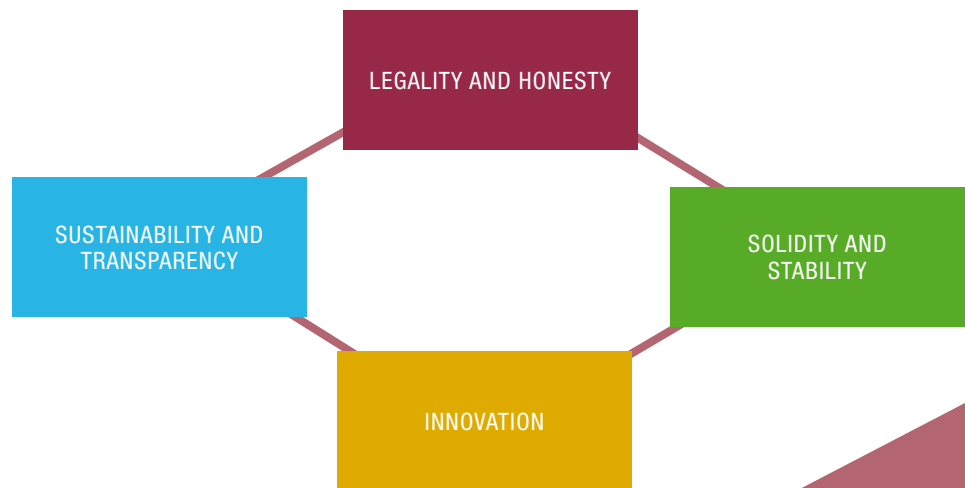 LEGALITY AND HONESTY
SUSTAINABILITY AND
TRANSPARENCY
SOLIDITY AND
STABILITY
INNOVATION